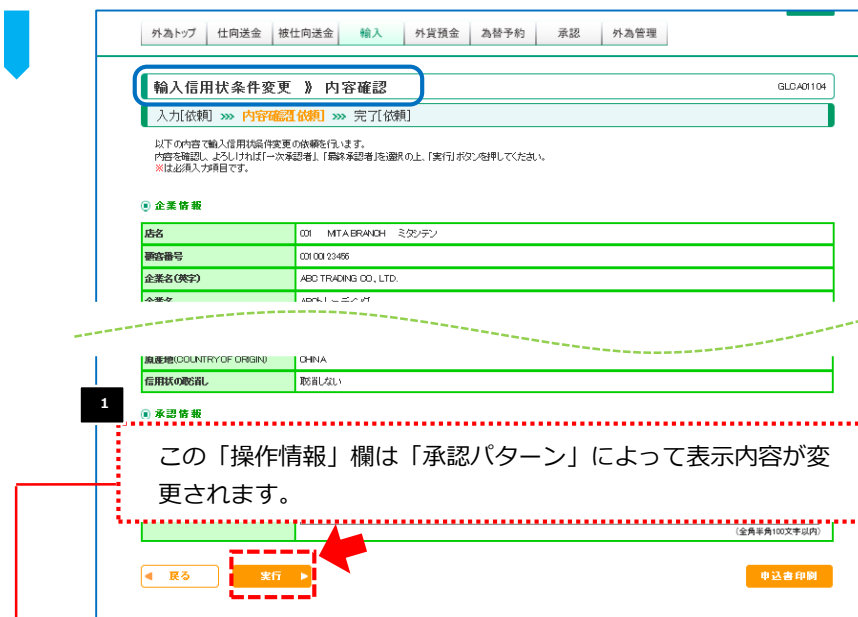 外為トップ 仕向送金 被仕向送金 輸入 外貨預金 為替予約 承認 外為管理
輸入信用状条件変更 》 内容確認 GLCA01104
入力[依頼] >>> 内容確認[依頼] >>> 完了[依頼]
以下の内容で輸入信用状条件変更の依頼を行います。
内容を確認し、よろしければ「一次承認者」、「最終承認者」を選択の上、「実行」ボタンを押してください。
※は必須入力項目です。
企業情報
店名 001 MITA BRANCH ミタシテン
顧客番号 00100123456
企業名(英字) ABC TRADING CO., LTD.
原産地(COUNTRY OF ORIGIN) CHINA
信用状の取消し 取消しない
1
承認情報
この「操作情報」欄は「承認パターン」によって表示内容が変
更されます。
(全角半角100文字以内)
戻る 実行 申込書印刷